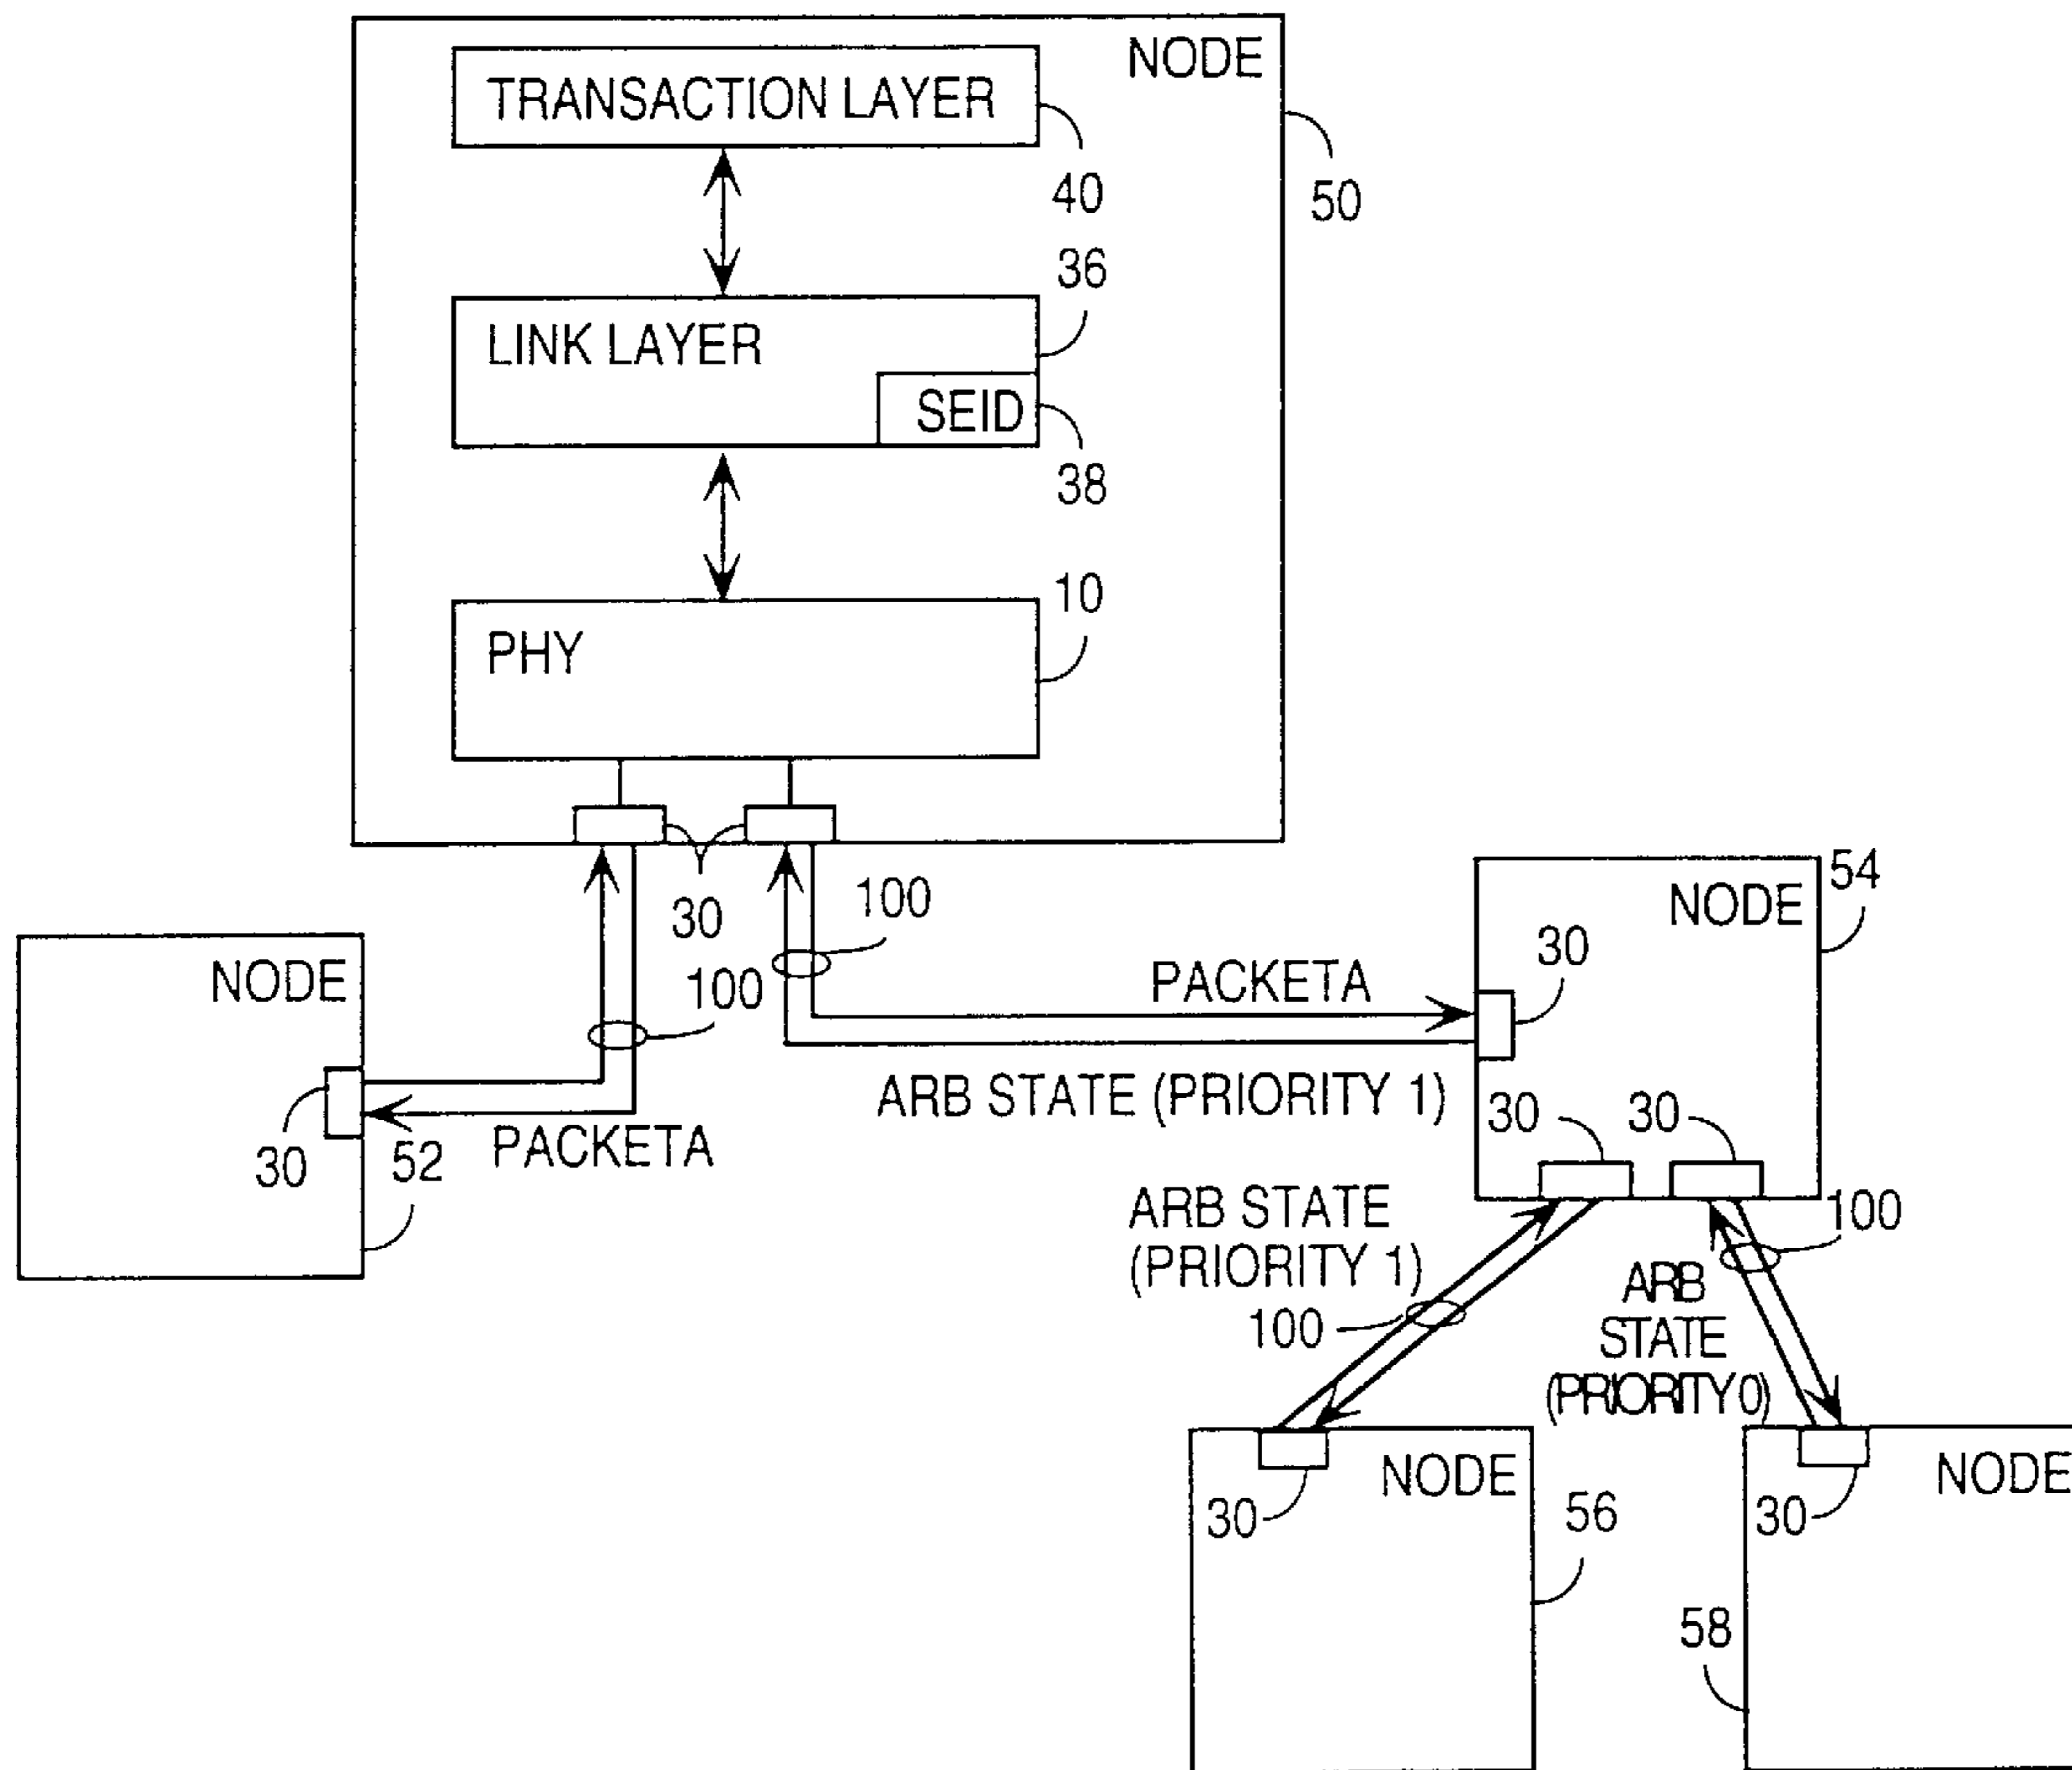 NODE
TRANSACTION LAYER
40
50
36
LINK LAYER
SEID
38
10
PHY
30
100
54
NODE
30
NODE
100
PACKETA
ARB STATE (PRIORITY 1)
30
30
30
52
PACKETA
ARB STATE
(PRIORITY 1)
100
100
ARB
STATE
(PRIORITY 0)
NODE
30
56
NODE
30
58